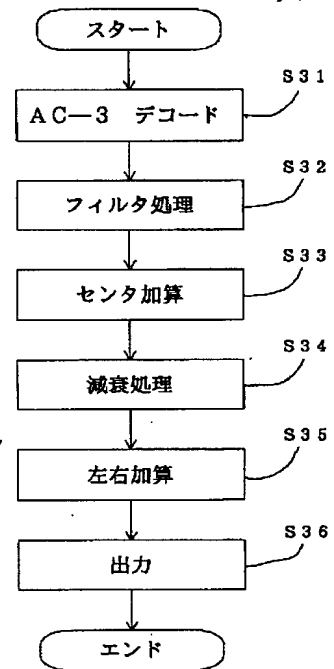 スタート
S31
AC―3 デコード
S32
フィルタ処理
S33
センタ加算
S34
減衰処理
S35
左右加算
S36
出力
エンド